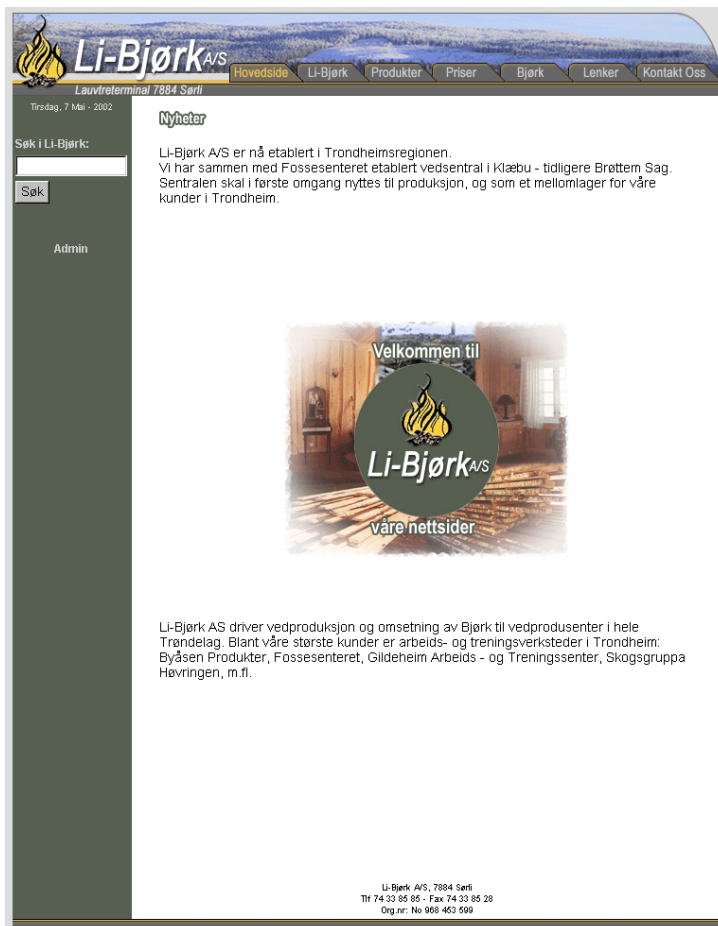 Li-Bjørk A/S
Hovedside Li-Bjørk Produkter Priser Bjørk Lenker Kontakt Oss
Lauvtreterminal 7884 Sørli
Tirsdag, 7 Mai - 2002
Søk i Li-Bjørk:
Søk
Admin
Nyheter
Li-Bjørk A/S er nå etablert i Trondheimsregionen.
Vi har sammen med Fossesenteret etablert vedsentral i Klæbu - tidligere Brøttem Sag.
Sentralen skal i første omgang nyttes til produksjon, og som et mellomlager for våre
kunder i Trondheim.
Velkommen til
Li-Bjørk A/S
våre nettsider
Li-Bjørk AS driver vedproduksjon og omsetning av Bjørk til vedprodusenter i hele
Trøndelag. Blant våre største kunder er arbeids- og treningsverksteder i Trondheim:
Byåsen Produkter, Fossesenteret, Gildeheim Arbeids - og Treningssenter, Skogsgruppa
Høvringen, m.fl.
Li-Bjørk A/S, 7884 Sørli
Tlf 74 33 85 85 - Fax 74 33 85 28
Org.nr: No 968 453 599